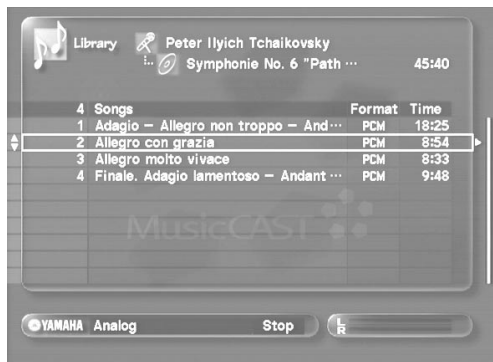 Library Peter Ilyich Tchaikovsky
Symphonie No. 6 "Path ··· 45:40
4 Songs Format Time
1 Adagio – Allegro non troppo – And ··· PCM 18:25
2 Allegro con grazia PCM 8:54
3 Allegro molto vivace PCM 8:33
4 Finale. Adagio lamentoso – Andant ··· PCM 9:48
MusicCAST
YAMAHA Analog Stop L
R